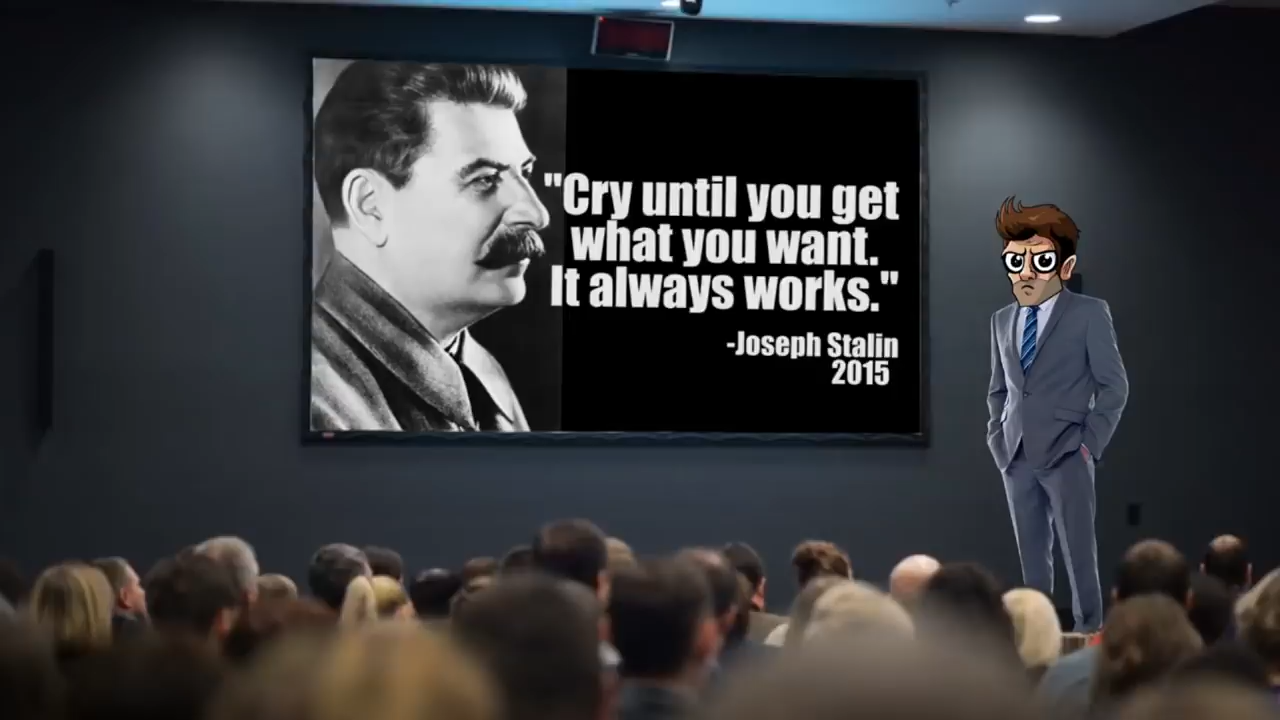 "Cry until you get
what you want.
It always works."
-Joseph Stalin
2015